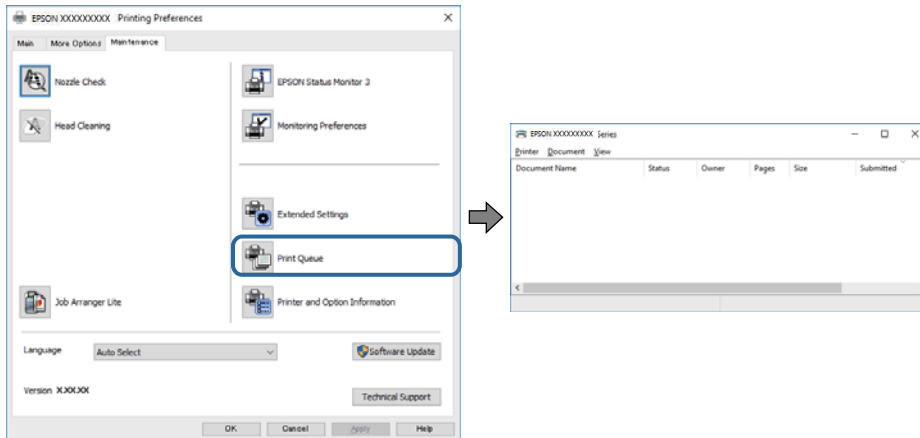 EPSON XXXXXXXXX Printing Preferences
Main More Options Maintenance
Nozzle Check
EPSON Status Monitor 3
Head Cleaning
Monitoring Preferences
Extended Settings
Print Queue
Job Arranger Lite
Printer and Option Information
Language Auto Select
Software Update
Version X.XX.XX
Technical Support
OK Cancel Apply Help
EPSON XXXXXXXXX Series
Printer Document View
Document Name Status Owner Pages Size Submitted